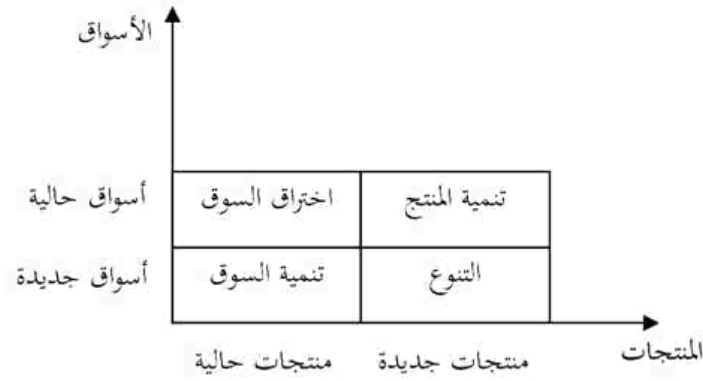 الأسواق
أسواق حالية
اختراق السوق
تنمية المنتج
أسواق جديدة
تنمية السوق
التنوع
منتجات حالية
منتجات جديدة
المنتجات